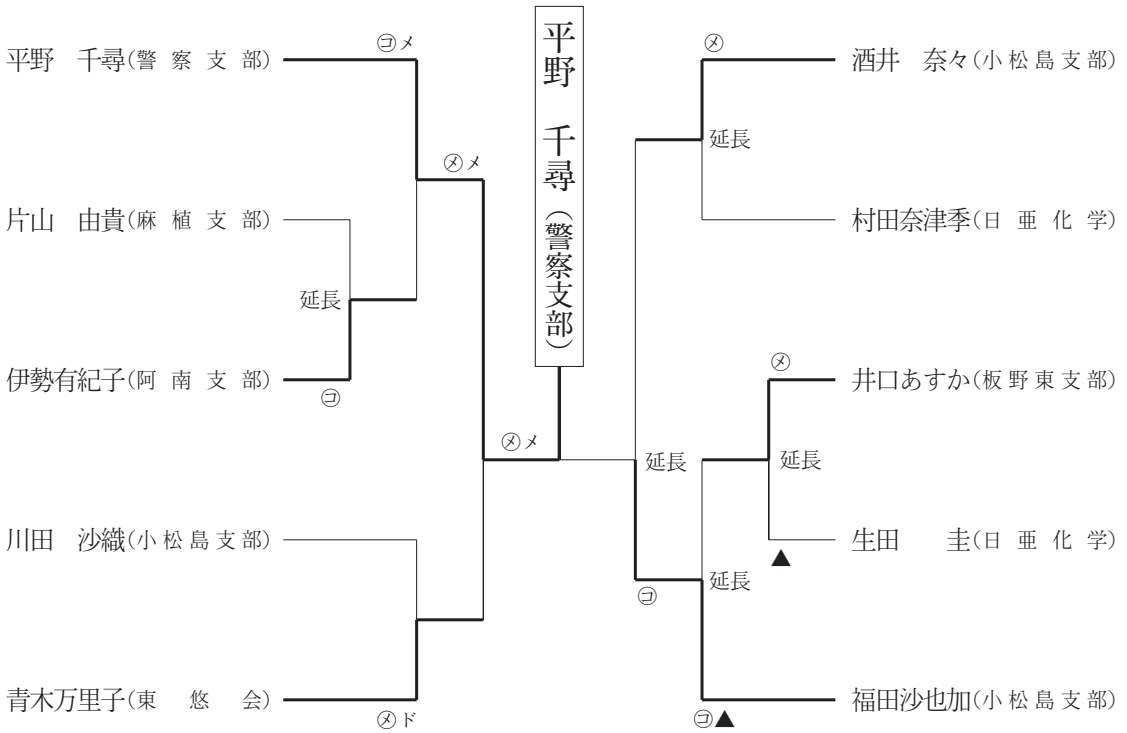 平野　千尋(警察支部)
㋙メ
片山　由貴(麻植支部)
延長
伊勢有紀子(阿南支部)
㋙
㋱メ
川田　沙織(小松島支部)
青木万里子(東悠会)
㋱ド
㋱メ
平野　千尋(警察支部)
㋱
酒井　奈々(小松島支部)
延長
村田奈津季(日亜化学)
㋱
井口あすか(板野東支部)
延長
延長
生田　圭(日亜化学)
▲
延長
㋙
福田沙也加(小松島支部)
㋙▲